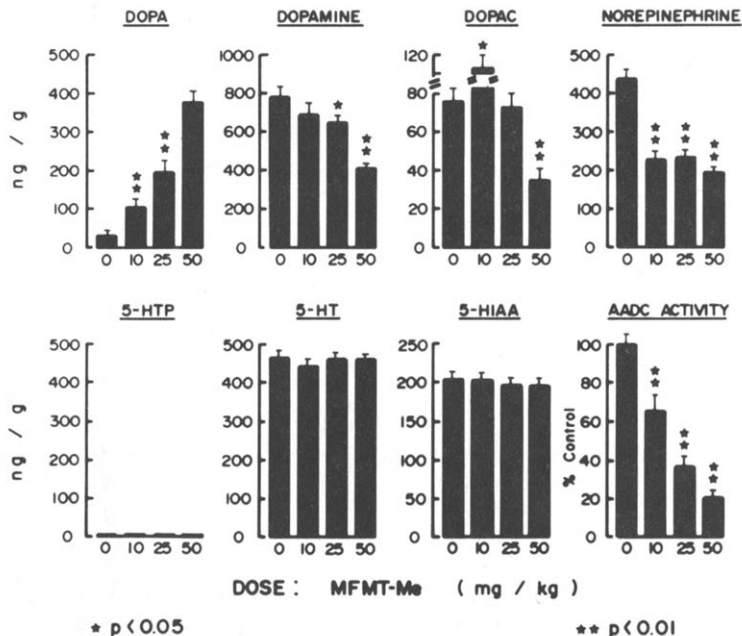 DOPA
DOPAMINE
DOPAC
NOREPINEPHRINE
ng / g
500
400
300
200
100
0
0 10 25 50
1000
800
600
400
200
0
0 10 25 50
120
80
60
40
20
0
0 10 25 50
500
400
300
200
100
0
0 10 25 50
5-HTP
5-HT
5-HIAA
AADC ACTIVITY
ng / g
500
400
300
200
100
0
0 10 25 50
500
400
300
200
100
0
0 10 25 50
250
200
150
100
50
0
0 10 25 50
% Control
100
80
60
40
20
0
0 10 25 50
DOSE : MFMT-Me ( mg / kg )
★ p < 0.05
★★ p < 0.01